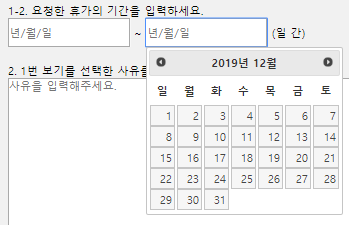 1-2. 요청한 휴가의 기간을 입력하세요.
년/월/일 ~ 년/월/일 (일 간)
2019년 12월
2. 1번 보기를 선택한 사유를
사유을 입력해주세요.
일 월 화 수 목 금 토
1 2 3 4 5 6 7
8 9 10 11 12 13 14
15 16 17 18 19 20 21
22 23 24 25 26 27 28
29 30 31